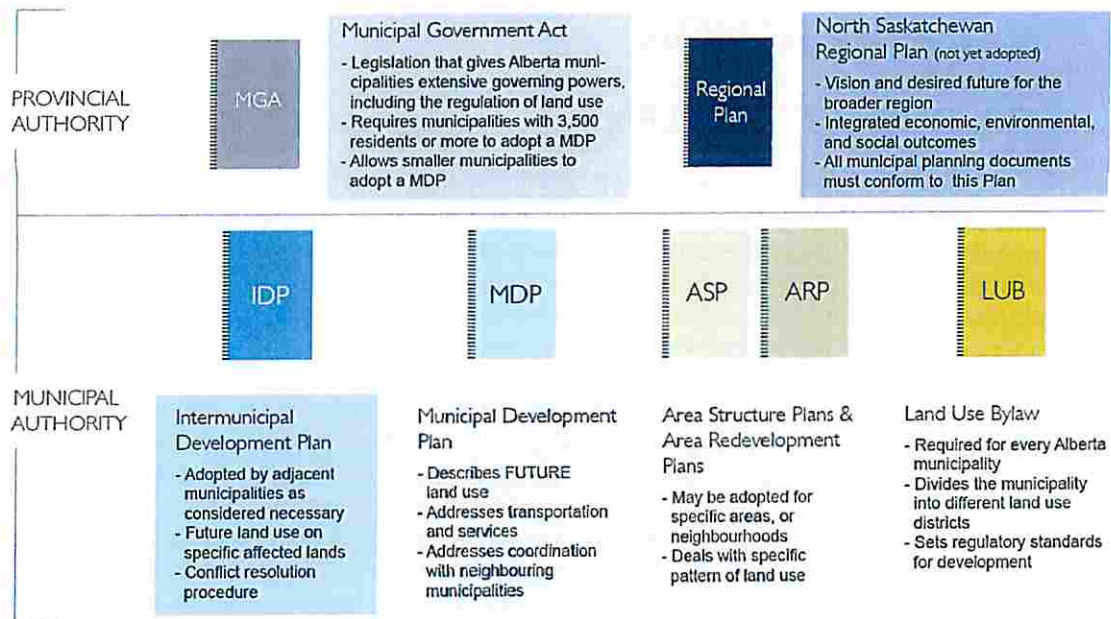 PROVINCIAL
AUTHORITY
MGA
Municipal Government Act
- Legislation that gives Alberta muni-
cipalities extensive governing powers,
including the regulation of land use
- Requires municipalities with 3,500
residents or more to adopt a MDP
- Allows smaller municipalities to
adopt a MDP
Regional
Plan
North Saskatchewan
Regional Plan (not yet adopted)
- Vision and desired future for the
broader region
- Integrated economic, environmental,
and social outcomes
- All municipal planning documents
must conform to this Plan
MUNICIPAL
AUTHORITY
IDP
Intermunicipal
Development Plan
- Adopted by adjacent
municipalities as
considered necessary
- Future land use on
specific affected lands
- Conflict resolution
procedure
MDP
Municipal Development
Plan
- Describes FUTURE
land use
- Addresses transportation
and services
- Addresses coordination
with neighbouring
municipalities
ASP
ARP
Area Structure Plans &
Area Redevelopment
Plans
- May be adopted for
specific areas, or
neighbourhoods
- Deals with specific
pattern of land use
LUB
Land Use Bylaw
- Required for every Alberta
municipality
- Divides the municipality
into different land use
districts
- Sets regulatory standards
for development